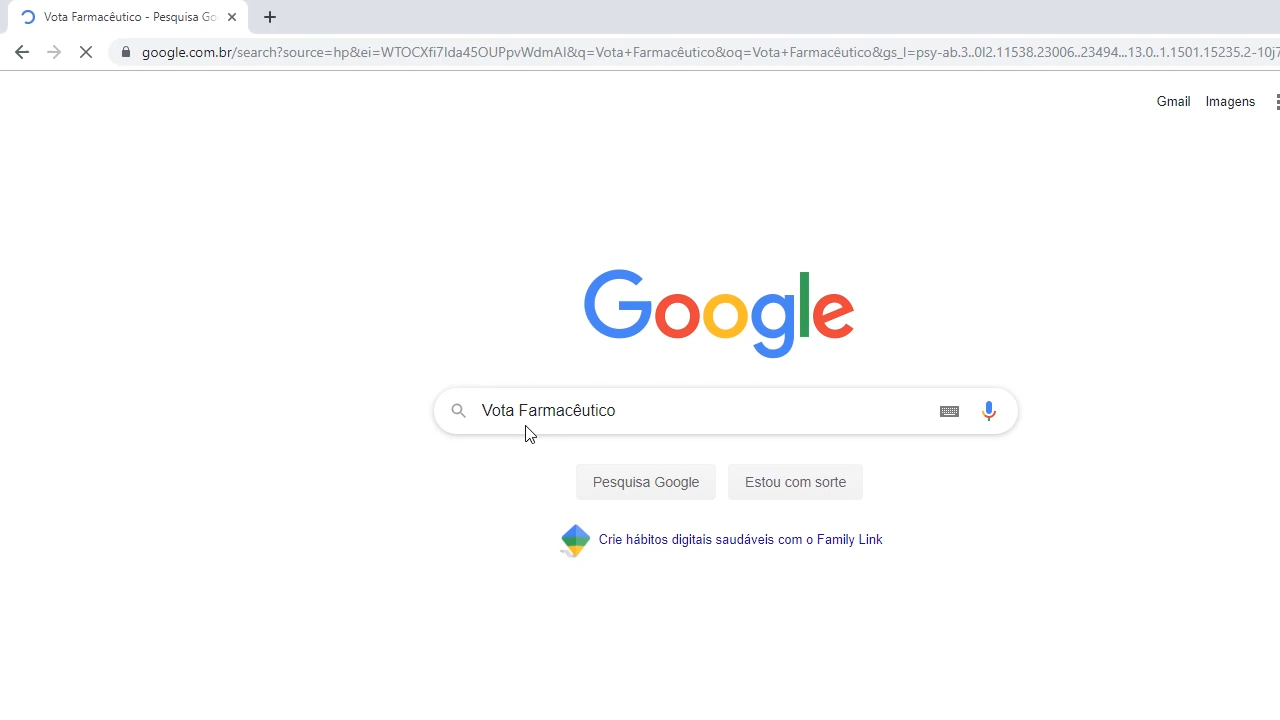 Vota Farmacêutico - Pesquisa Go
google.com.br/search?source=hp&ei=WTOCXfi7Ida45OUPpvWdmAI&q=Vota+Farmacêutico&oq=Vota+Farmacêutico&gs_l=psy-ab.3..0l2.11538.23006..23494...13.0..1.1501.15235.2-10j7
Gmail Imagens
Google
Vota Farmacêutico
Pesquisa Google Estou com sorte
Crie hábitos digitais saudáveis com o Family Link